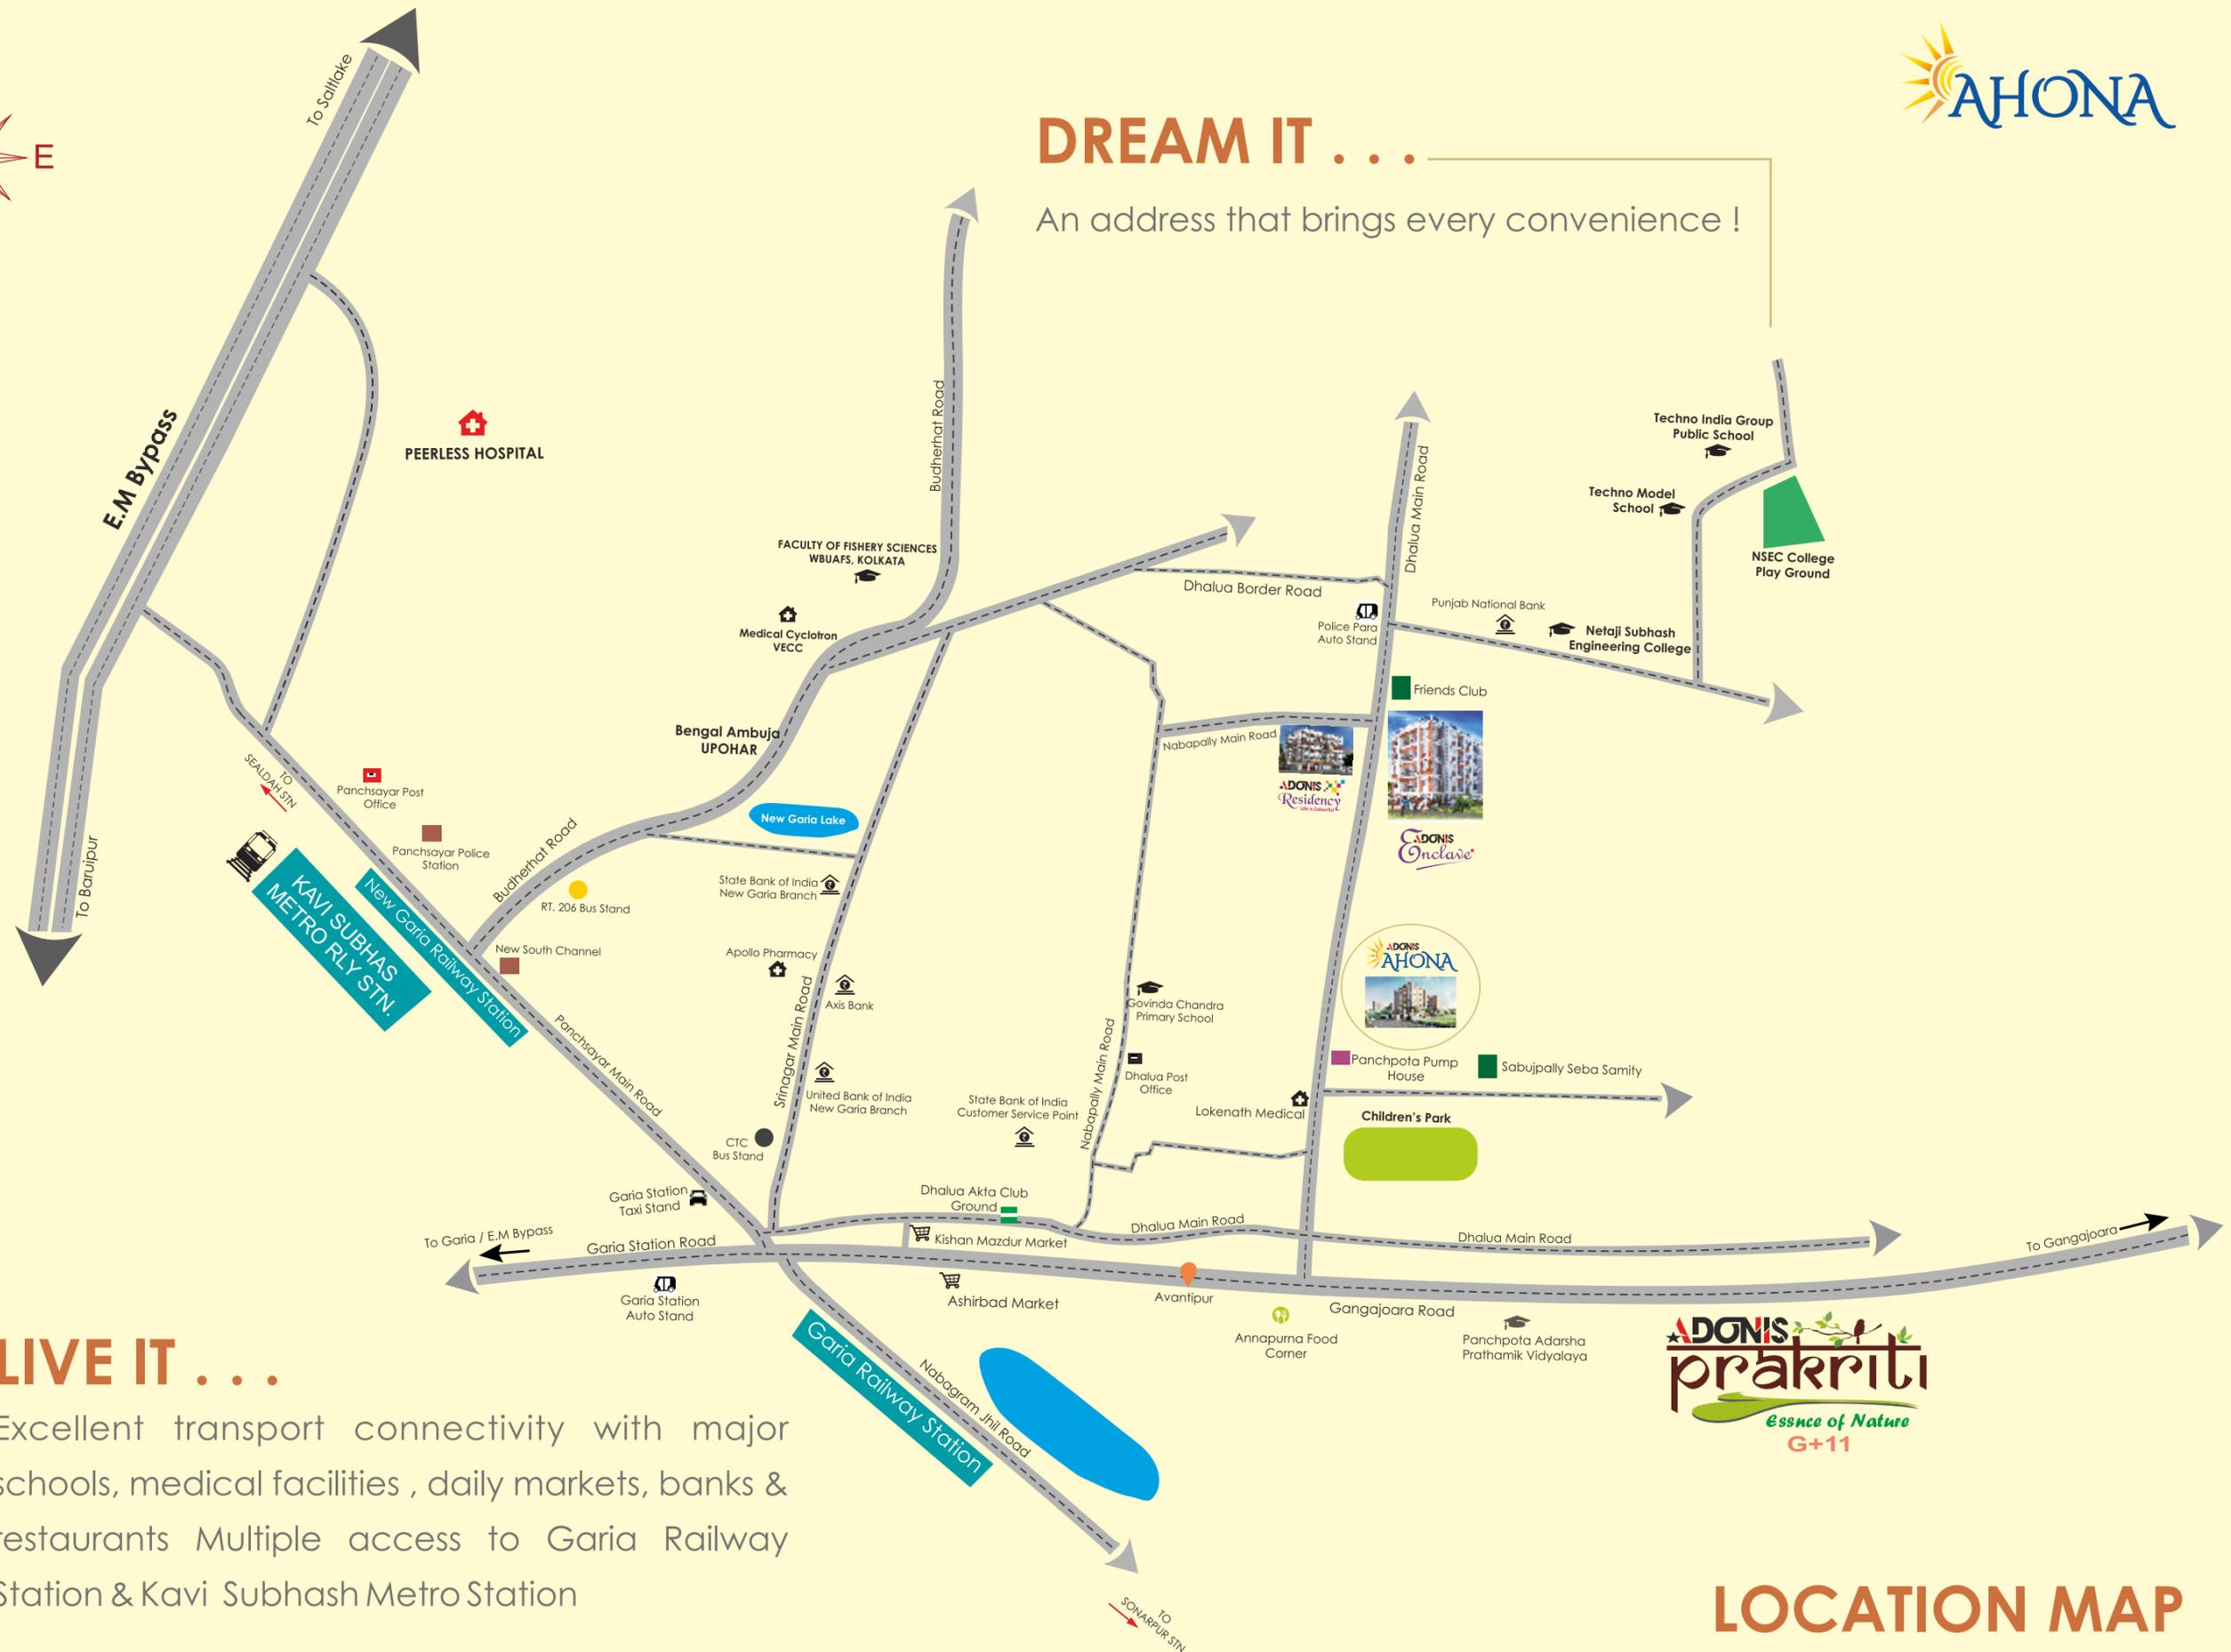 To Saltlake
AHONA
DREAM IT . . .
E
An address that brings every convenience !
Budherhat Road
E.M Bypass
PEERLESS HOSPITAL
Techno India Group
Public School
Dhalua Main Road
Techno Model
School
FACULTY OF FISHERY SCIENCES
WBUAFS, KOLKATA
NSEC College
Play Ground
Dhalua Border Road
Punjab National Bank
Police Para
Auto Stand
Netaji Subhash
Engineering College
Medical Cyclotron
VECC
Friends Club
Bengal Ambuja
UPOHAR
Nabapally Main Road
TO
SEALDAH STN
Panchsayar Post
Office
ADONIS
Residency
Life is Colourful
New Garia Lake
ADONIS
Enclave
Panchsayar Police
Station
To Baruipur
Budherhat Road
State Bank of India
New Garia Branch
RT. 206 Bus Stand
KAVI SUBHAS
METRO RLY STN.
New Garia Railway Station
New South Channel
Apollo Pharmacy
ADONIS
AHONA
Axis Bank
Govinda Chandra
Primary School
Panchsayar Main Road
Srinagar Main Road
Nabapally Main Road
Panchpota Pump
House
Sabujpally Seba Samity
Dhalua Post
Office
United Bank of India
New Garia Branch
State Bank of India
Customer Service Point
Lokenath Medical
Children's Park
CTC
Bus Stand
Garia Station
Taxi Stand
Dhalua Akta Club
Ground
Dhalua Main Road
To Garia / E.M Bypass
Garia Station Road
Kishan Mazdur Market
Dhalua Main Road
To Gangajoara
Garia Station
Auto Stand
Ashirbad Market
Avantipur
Gangajoara Road
Annapurna Food
Corner
Panchpota Adarsha
Prathamik Vidyalaya
Garia Railway Station
Nabagram Jhil Road
ADONIS
prakriti
Essnce of Nature
G+11
LIVE IT . . .
Excellent transport connectivity with major
schools, medical facilities , daily markets, banks &
restaurants Multiple access to Garia Railway
Station & Kavi Subhash Metro Station
TO
SONARPUR STN
LOCATION MAP